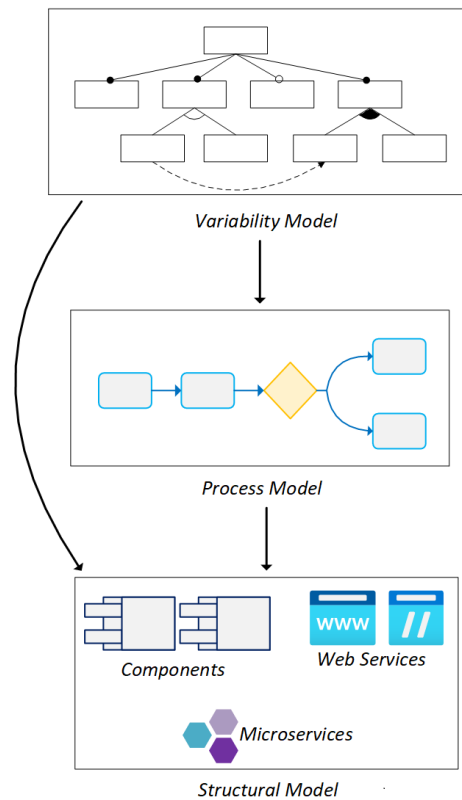 Variability Model
Process Model
Components
Web Services
www
//
Microservices
Structural Model